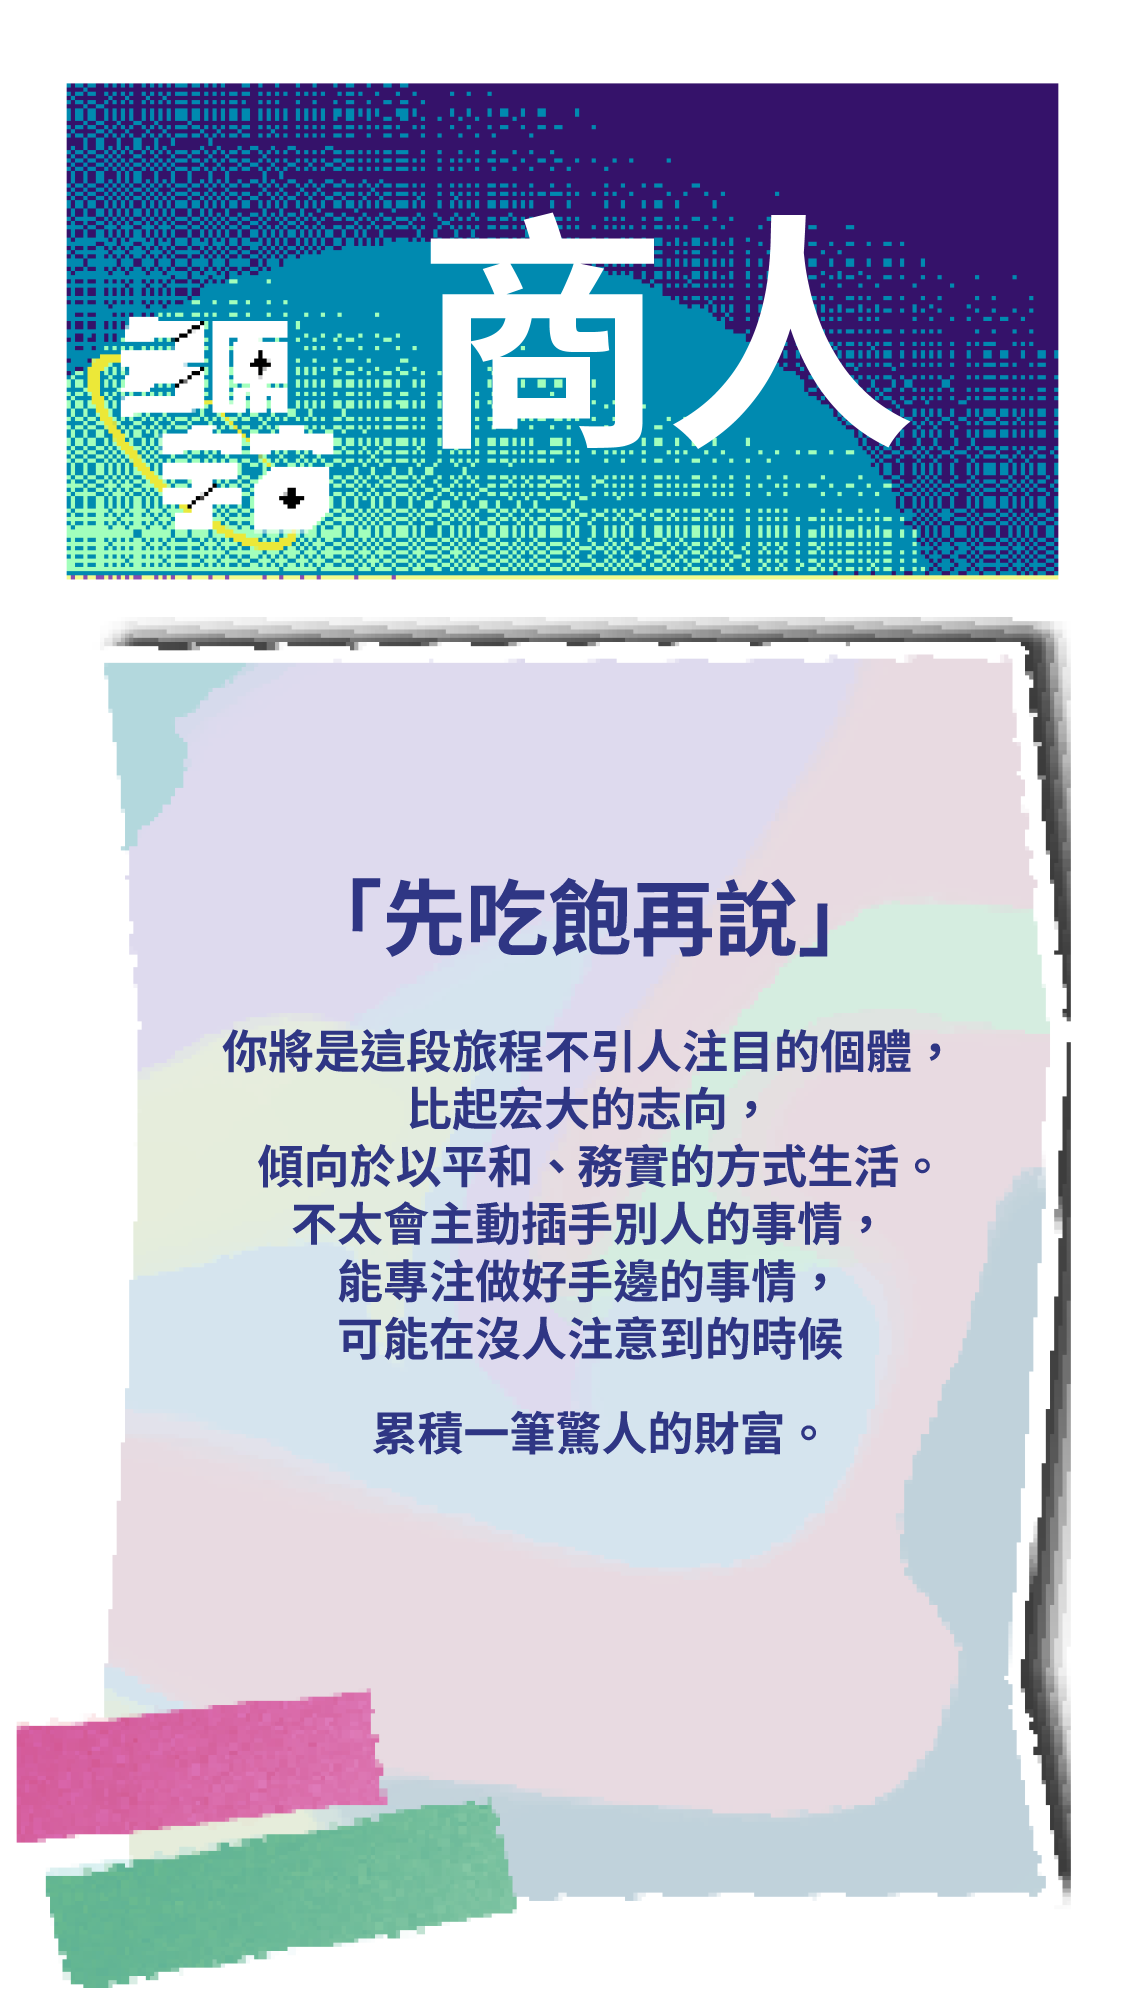 商人
「先吃飽再說」
你將是這段旅程不引人注目的個體，
比起宏大的志向，
傾向於以平和、務實的方式生活。
不太會主動插手別人的事情，
能專注做好手邊的事情，
可能在沒人注意到的時候
累積一筆驚人的財富。